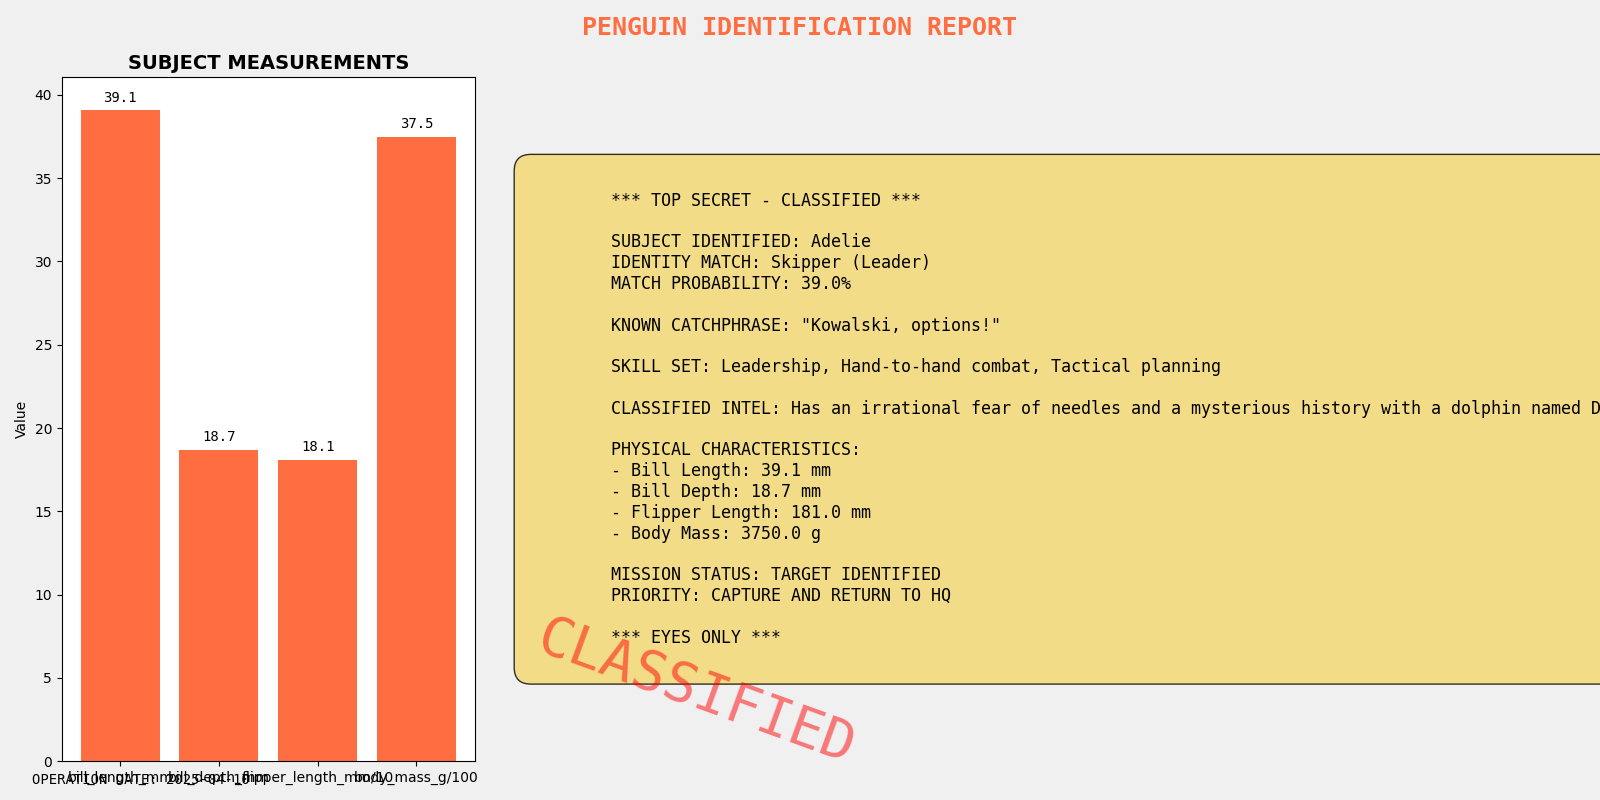 PENGUIN IDENTIFICATION REPORT
SUBJECT MEASUREMENTS
Value
40
35
30
25
20
15
10
5
0
39.1
18.7
18.1
37.5
bill_length_mm
bill_depth_mm
flipper_length_mm/10
body_mass_g/100
OPERATION DATE: 2025-04-10
*** TOP SECRET - CLASSIFIED ***
SUBJECT IDENTIFIED: Adelie
IDENTITY MATCH: Skipper (Leader)
MATCH PROBABILITY: 39.0%
KNOWN CATCHPHRASE: "Kowalski, options!"
SKILL SET: Leadership, Hand-to-hand combat, Tactical planning
CLASSIFIED INTEL: Has an irrational fear of needles and a mysterious history with a dolphin named D
PHYSICAL CHARACTERISTICS:
- Bill Length: 39.1 mm
- Bill Depth: 18.7 mm
- Flipper Length: 181.0 mm
- Body Mass: 3750.0 g
MISSION STATUS: TARGET IDENTIFIED
PRIORITY: CAPTURE AND RETURN TO HQ
*** EYES ONLY ***
CLASSIFIED